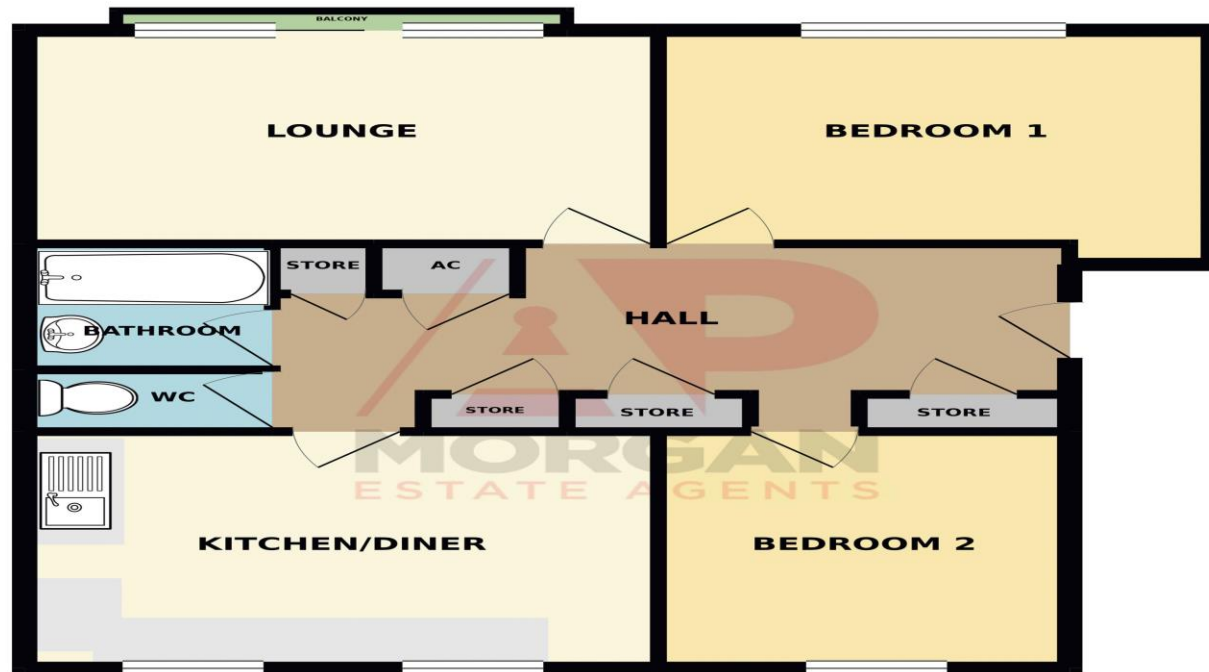 BALCONY
LOUNGE
BEDROOM 1
STORE
AC
BATHROOM
HALL
WC
STORE
STORE
STORE
AP
MORGAN
ESTATE AGENTS
KITCHEN/DINER
BEDROOM 2